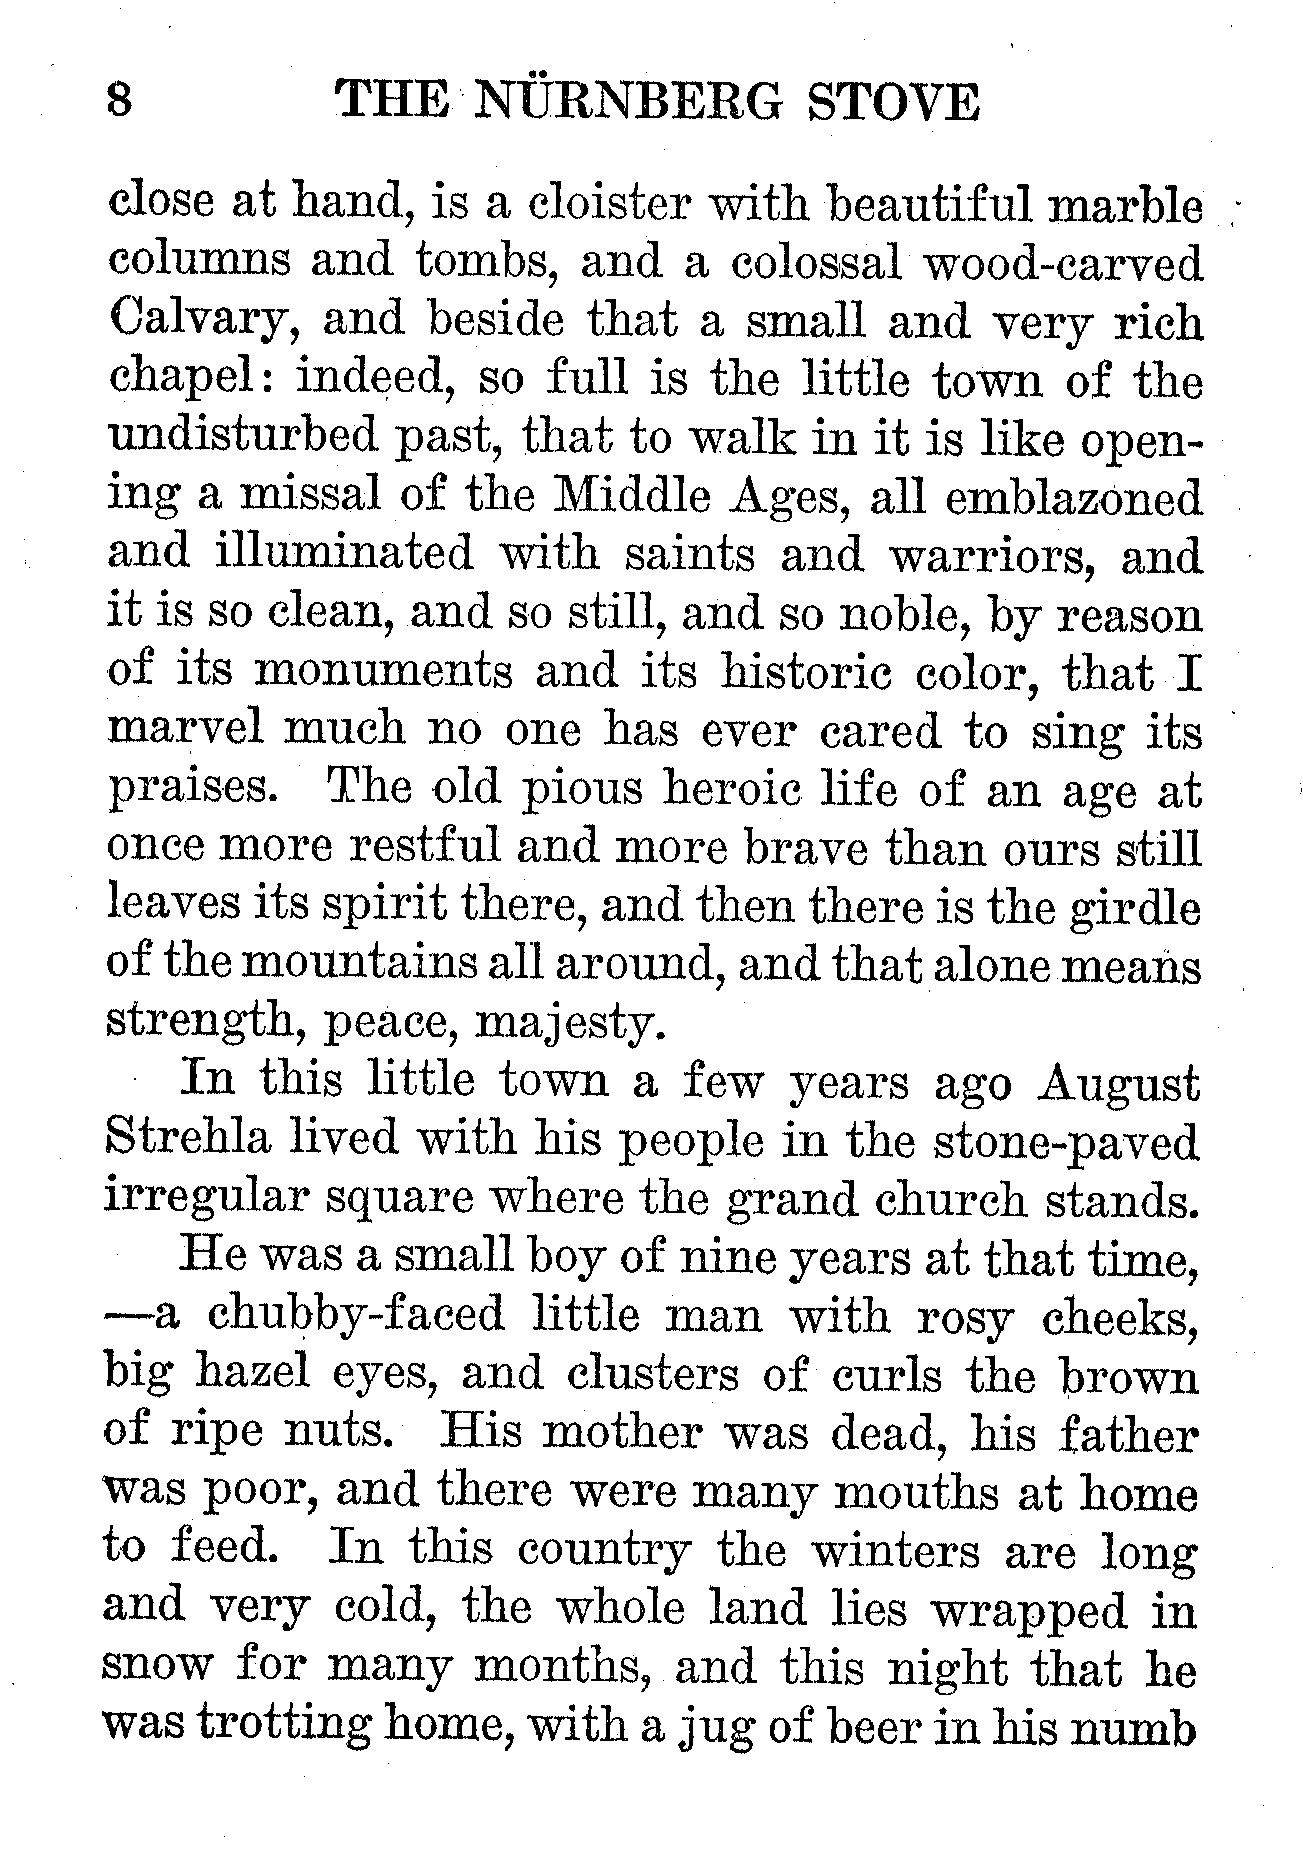 8 THE NÜRNBERG STOVE
close at hand, is a cloister with beautiful marble
columns and tombs, and a colossal wood-carved
Calvary, and beside that a small and very rich
chapel: indeed, so full is the little town of the
undisturbed past, that to walk in it is like open-
ing a missal of the Middle Ages, all emblazoned
and illuminated with saints and warriors, and
it is so clean, and so still, and so noble, by reason
of its monuments and its historic color, that I
marvel much no one has ever cared to sing its
praises. The old pious heroic life of an age at
once more restful and more brave than ours still
leaves its spirit there, and then there is the girdle
of the mountains all around, and that alone means
strength, peace, majesty.
In this little town a few years ago August
Strehla lived with his people in the stone-paved
irregular square where the grand church stands.
He was a small boy of nine years at that time,
—a chubby-faced little man with rosy cheeks,
big hazel eyes, and clusters of curls the brown
of ripe nuts. His mother was dead, his father
was poor, and there were many mouths at home
to feed. In this country the winters are long
and very cold, the whole land lies wrapped in
snow for many months, and this night that he
was trotting home, with a jug of beer in his numb